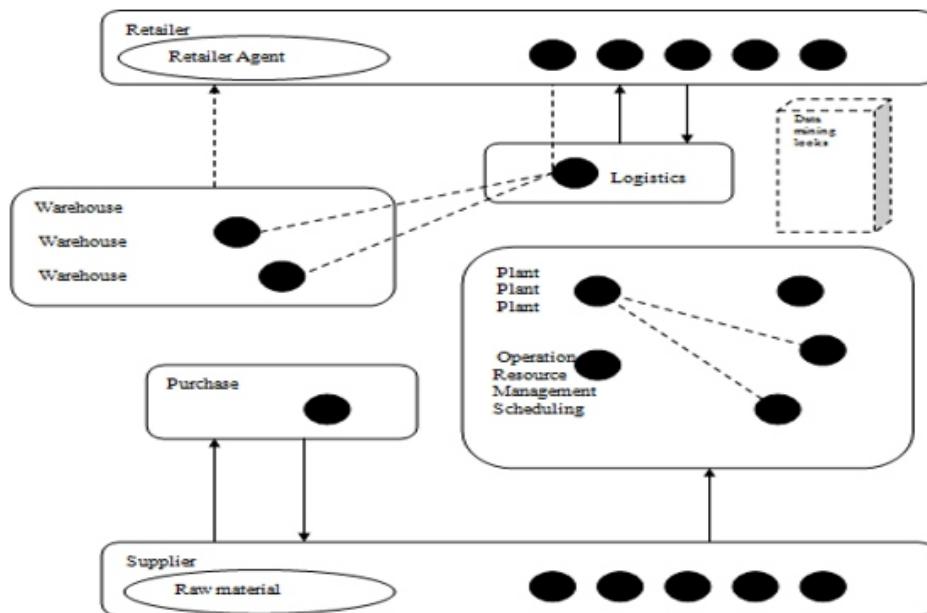 Retailer
Retailer Agent
Data
mining
looks
Logistics
Warehouse
Warehouse
Warehouse
Plant
Plant
Plant
Operation
Resource
Management
Scheduling
Purchase
Supplier
Raw material